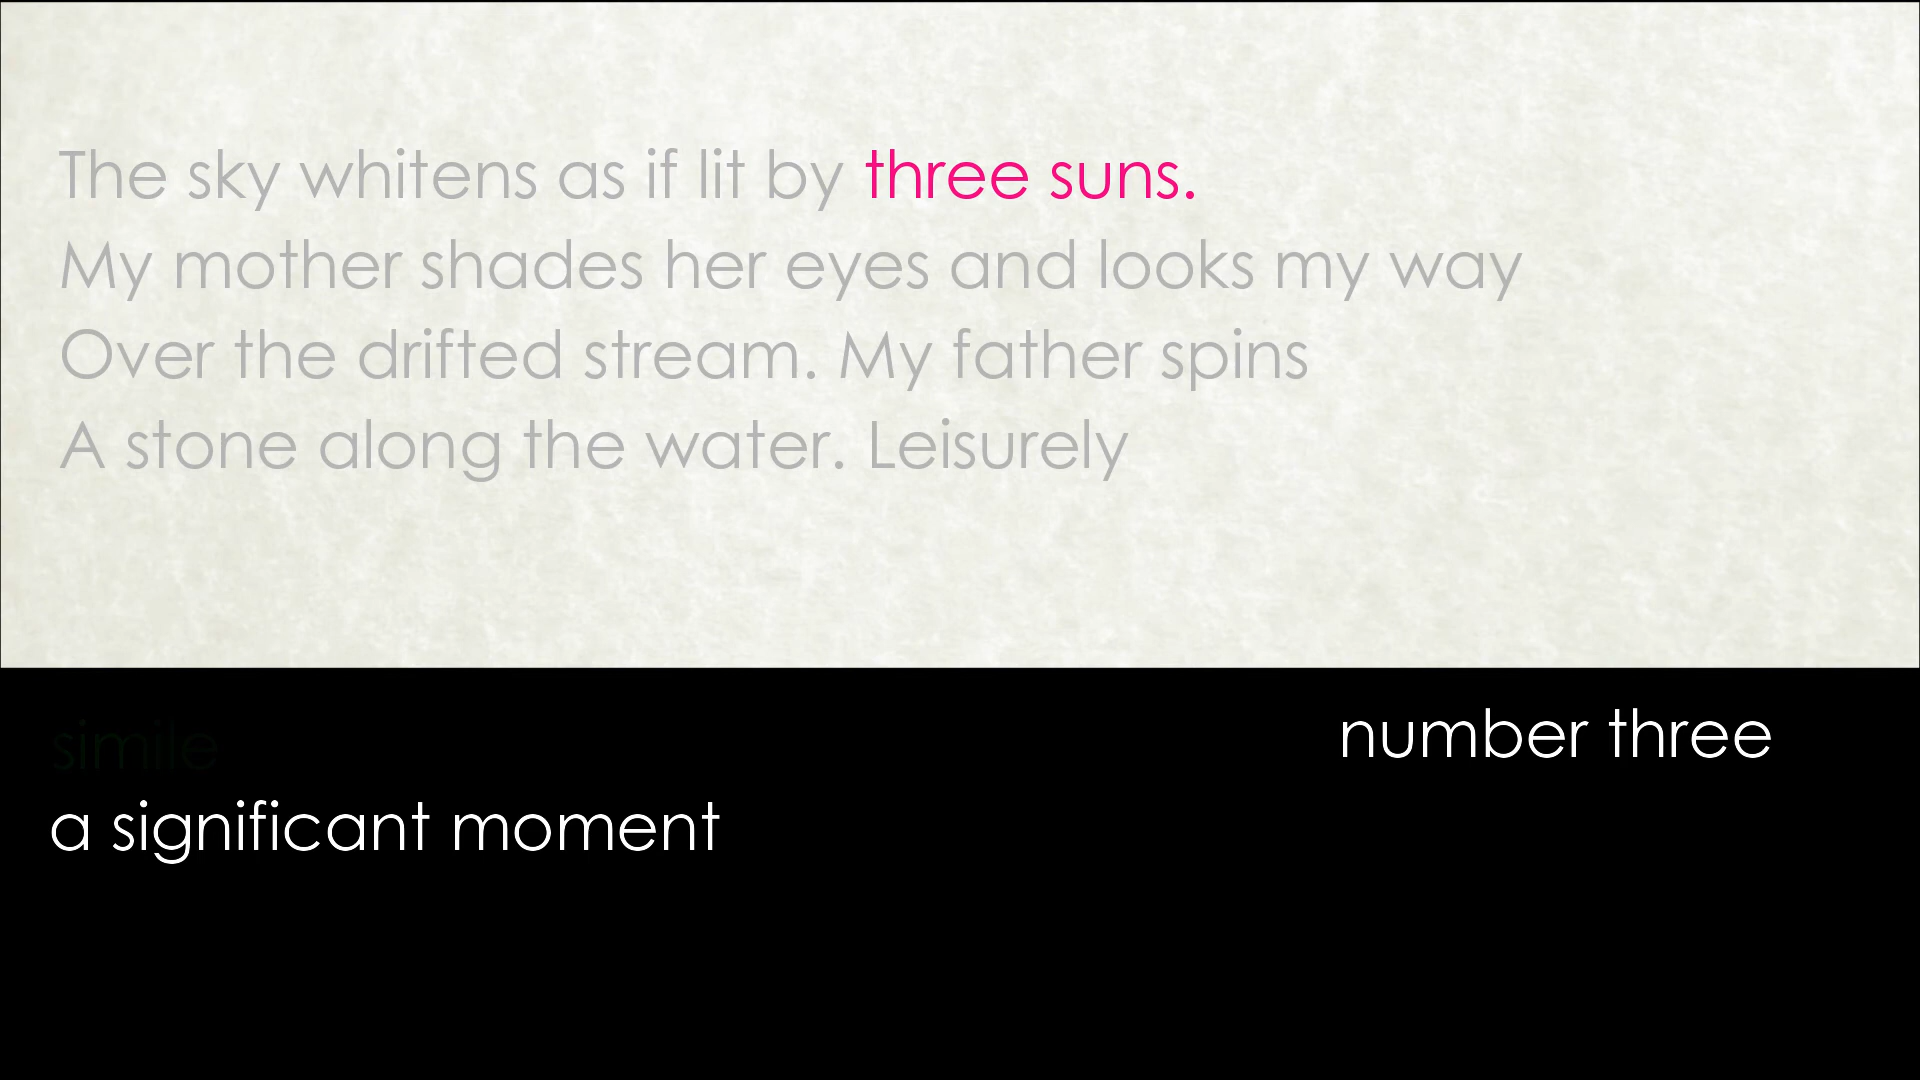 The sky whitens as if lit by three suns.
My mother shades her eyes and looks my way
Over the drifted stream. My father spins
A stone along the water. Leisurely
simile
number three
a significant moment